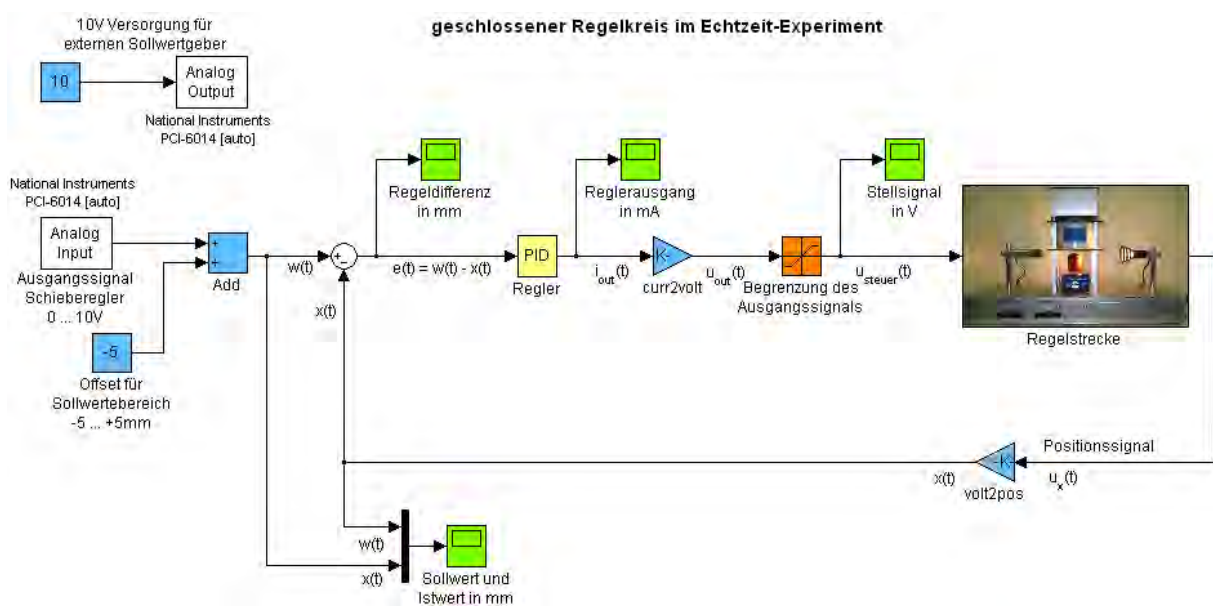 geschlossener Regelkreis im Echtzeit-Experiment
10V Versorgung für
externen Sollwertgeber
10
Analog
Output
National Instruments
PCI-6014 [auto]
National Instruments
PCI-6014 [auto]
Analog
Input
Ausgangssignal
Schieberegler
0 ... 10V
-5
Offset für
Sollwertebereich
-5 ... +5mm
+
+
Add
w(t)
+
-
x(t)
Regeldifferenz
in mm
e(t) = w(t) - x(t)
PID
Regler
Reglerausgang
in mA
i_out(t)
K-
curr2volt
u_out(t)
Begrenzung des
Ausgangssignals
Stellsignal
in V
u_steuer(t)
Regelstrecke
Positionssignal
u_x(t)
-K-
volt2pos
x(t)
w(t)
x(t)
Sollwert und
Istwert in mm